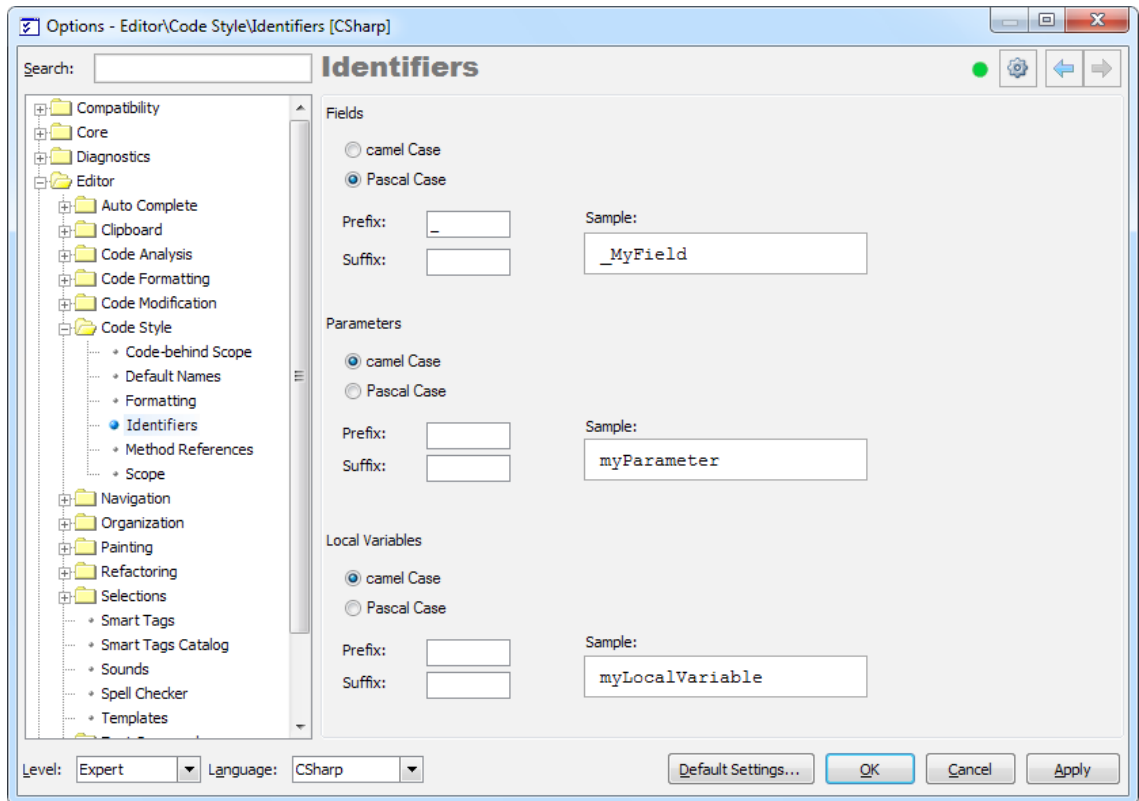 Options - Editor\Code Style\Identifiers [CSharp]
Search:
Identifiers
Compatibility
Core
Diagnostics
Editor
Auto Complete
Clipboard
Code Analysis
Code Formatting
Code Modification
Code Style
Code-behind Scope
Default Names
Formatting
Identifiers
Method References
Scope
Navigation
Organization
Painting
Refactoring
Selections
Smart Tags
Smart Tags Catalog
Sounds
Spell Checker
Templates
Fields
camel Case
Pascal Case
Prefix: _
Suffix:
Sample:
_MyField
Parameters
camel Case
Pascal Case
Prefix:
Suffix:
Sample:
myParameter
Local Variables
camel Case
Pascal Case
Prefix:
Suffix:
Sample:
myLocalVariable
Level: Expert Language: CSharp Default Settings... OK Cancel Apply